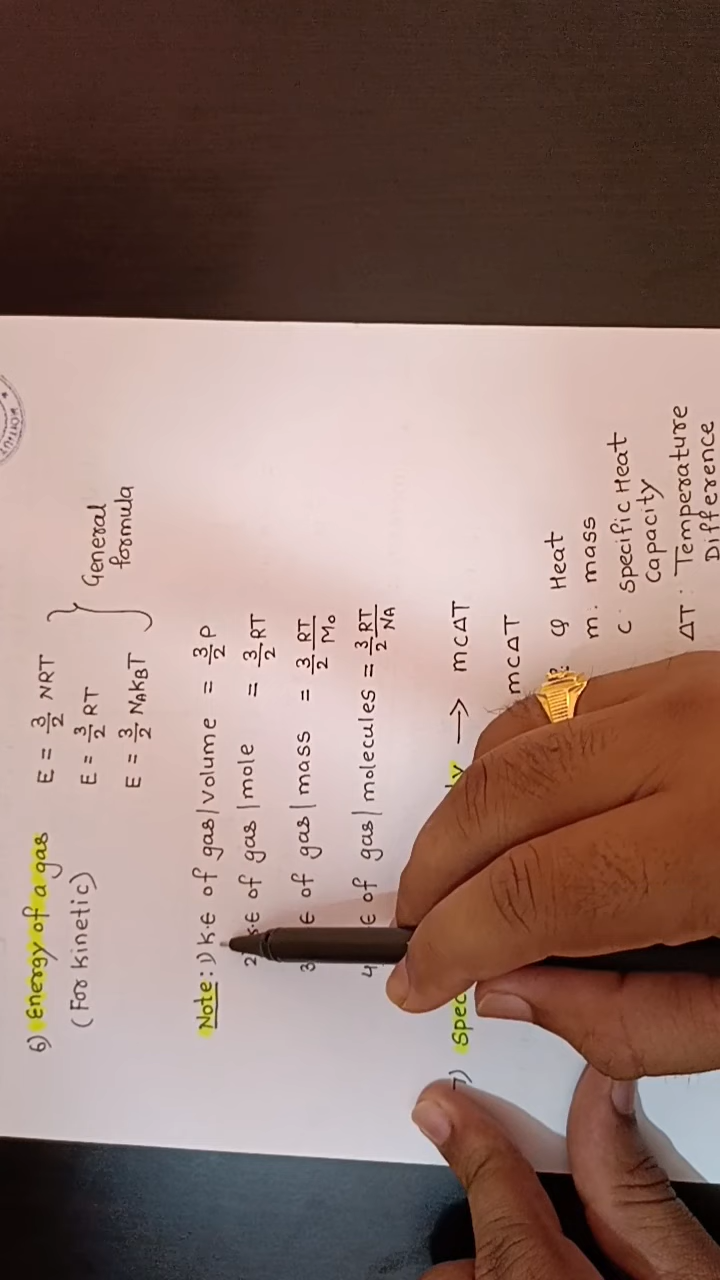 6) Energy of a gas E = 3/2 NRT
(For kinetic) E = 3/2 RT
E = 3/2 NAKBT
General
formula
Note: 1) K.E of gas/volume = 3/2 P
2) K.E of gas/mole = 3/2 RT
3 E of gas/mass = 3/2 RT/Mo
4 E of gas/molecules = 3/2 RT/NA
7) → mCΔT
mCΔT
Q Heat
m: mass
C. Specific Heat
Capacity
ΔT: Temperature
Difference